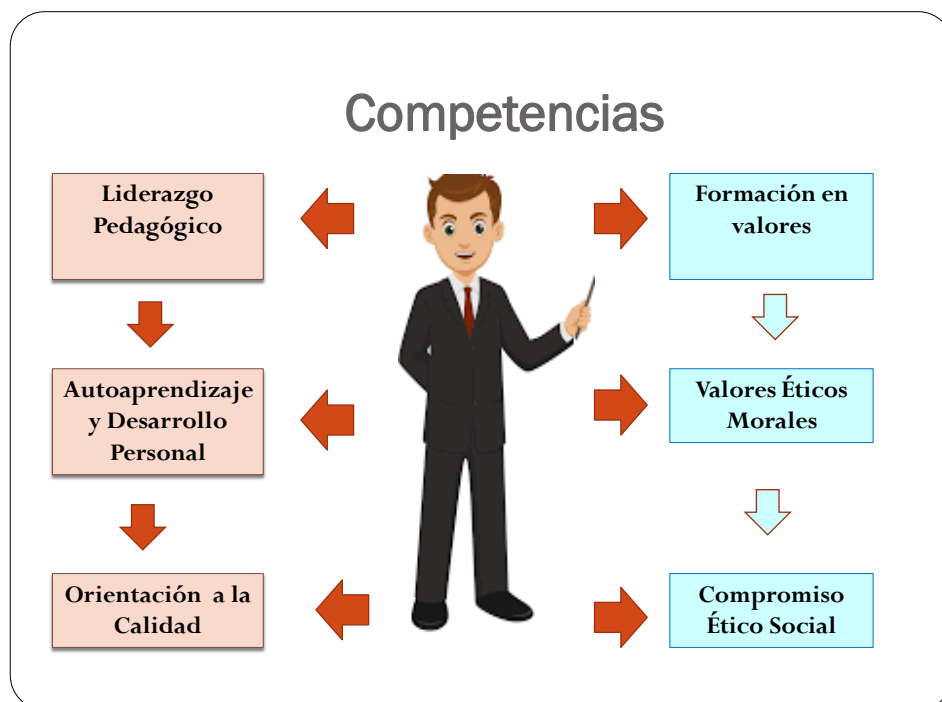 Competencias
Liderazgo
Pedagógico
Formación en
valores
Autoaprendizaje
y Desarrollo
Personal
Valores Éticos
Morales
Orientación a la
Calidad
Compromiso
Ético Social